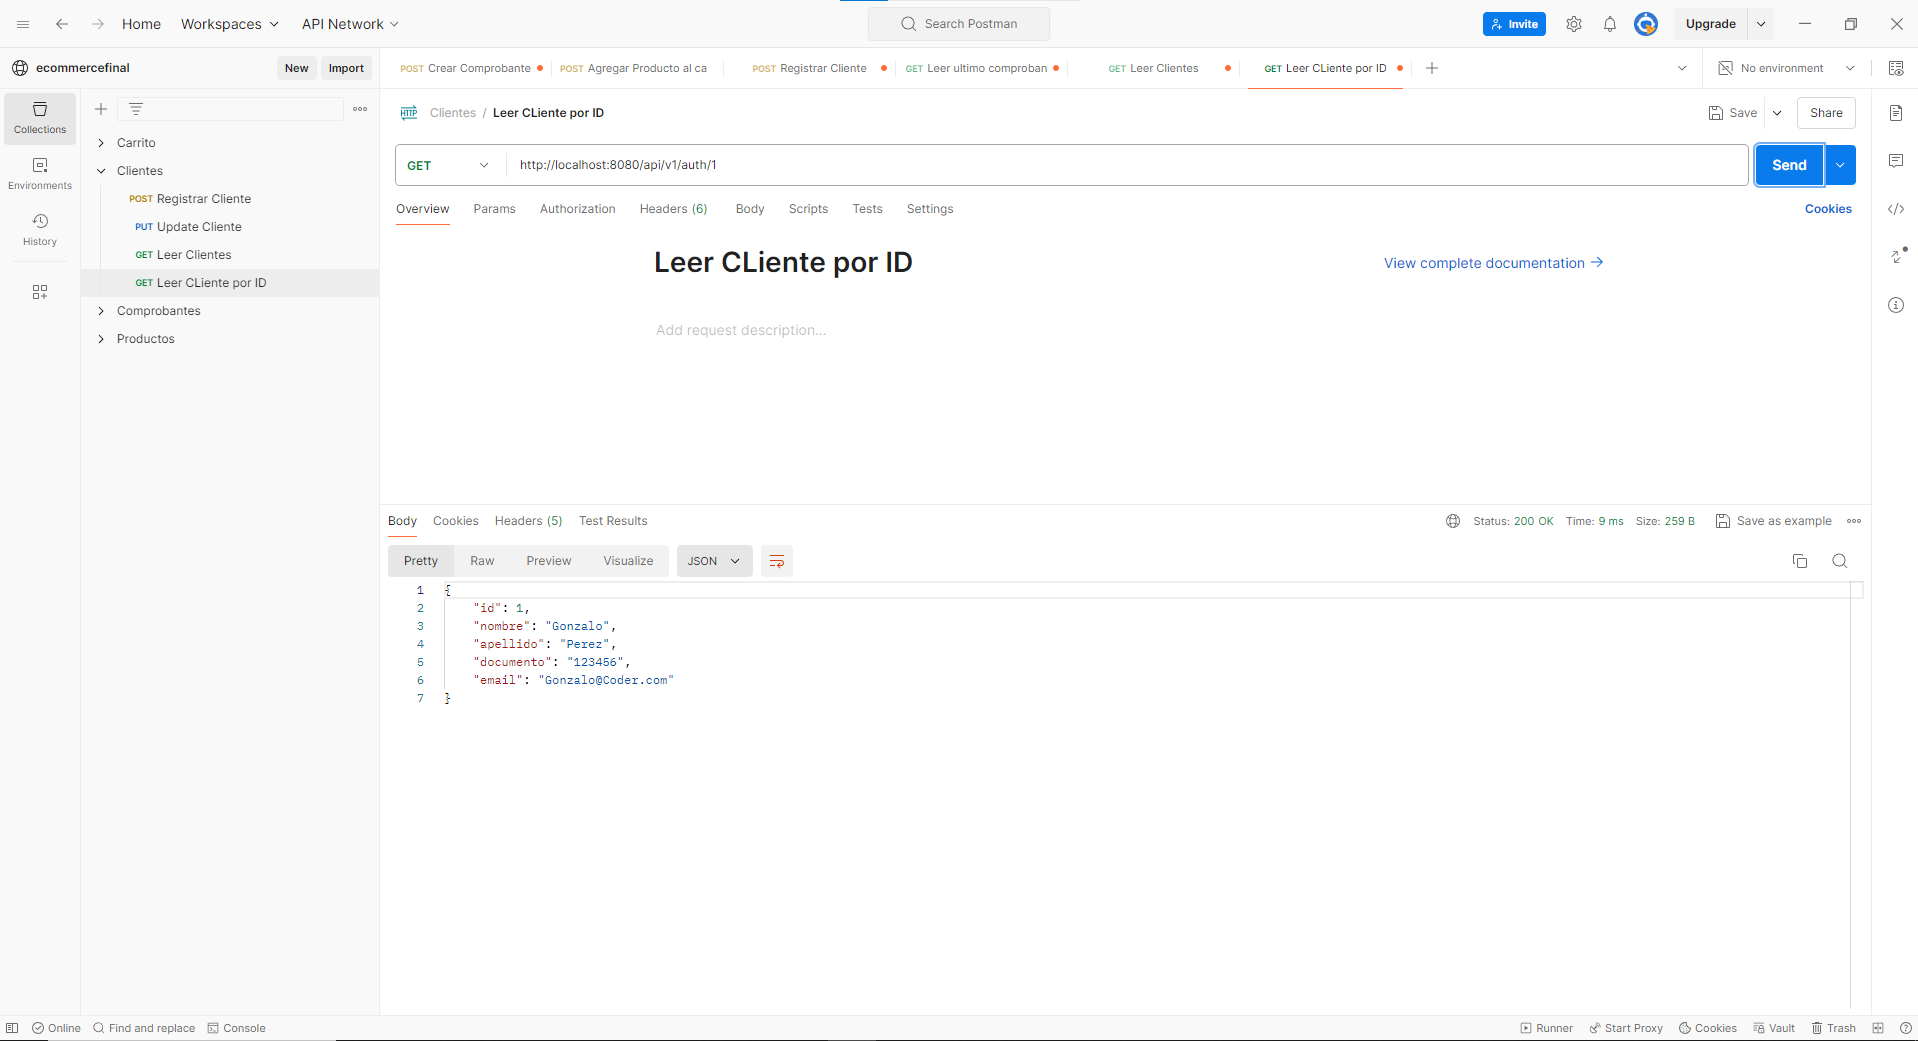 Home Workspaces API Network Search Postman Invite Upgrade
ecommercefinal New Import
POST Crear Comprobante POST Agregar Producto al ca POST Registrar Cliente GET Leer ultimo comproban GET Leer Clientes GET Leer CLiente por ID No environment
Collections
Environments
History
Carrito
Clientes
POST Registrar Cliente
PUT Update Cliente
GET Leer Clientes
GET Leer CLiente por ID
Comprobantes
Productos
HTTP Clientes / Leer CLiente por ID Save Share
GET http://localhost:8080/api/v1/auth/1 Send
Overview Params Authorization Headers (6) Body Scripts Tests Settings Cookies
Leer CLiente por ID View complete documentation
Add request description...
Body Cookies Headers (5) Test Results Status: 200 OK Time: 9 ms Size: 259 B Save as example
Pretty Raw Preview Visualize JSON
1 {
2 "id": 1,
3 "nombre": "Gonzalo",
4 "apellido": "Perez",
5 "documento": "123456",
6 "email": "Gonzalo@Coder.com"
7 }
Online Find and replace Console Runner Start Proxy Cookies Vault Trash